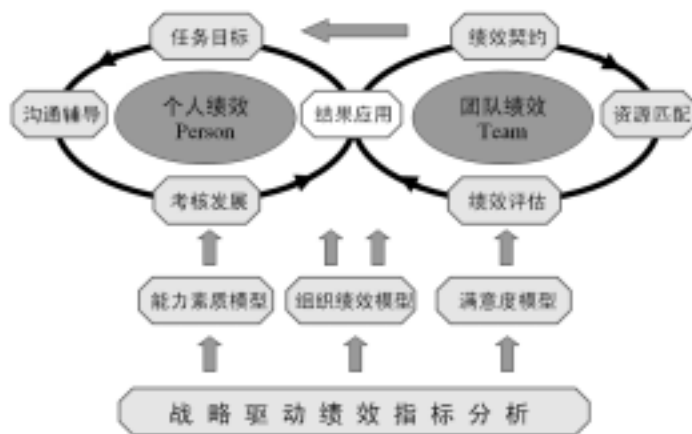 任务目标
绩效契约
沟通辅导
个人绩效
Person
结果应用
团队绩效
Team
资源匹配
考核发展
绩效评估
能力素质模型
组织绩效模型
满意度模型
战略驱动绩效指标分析